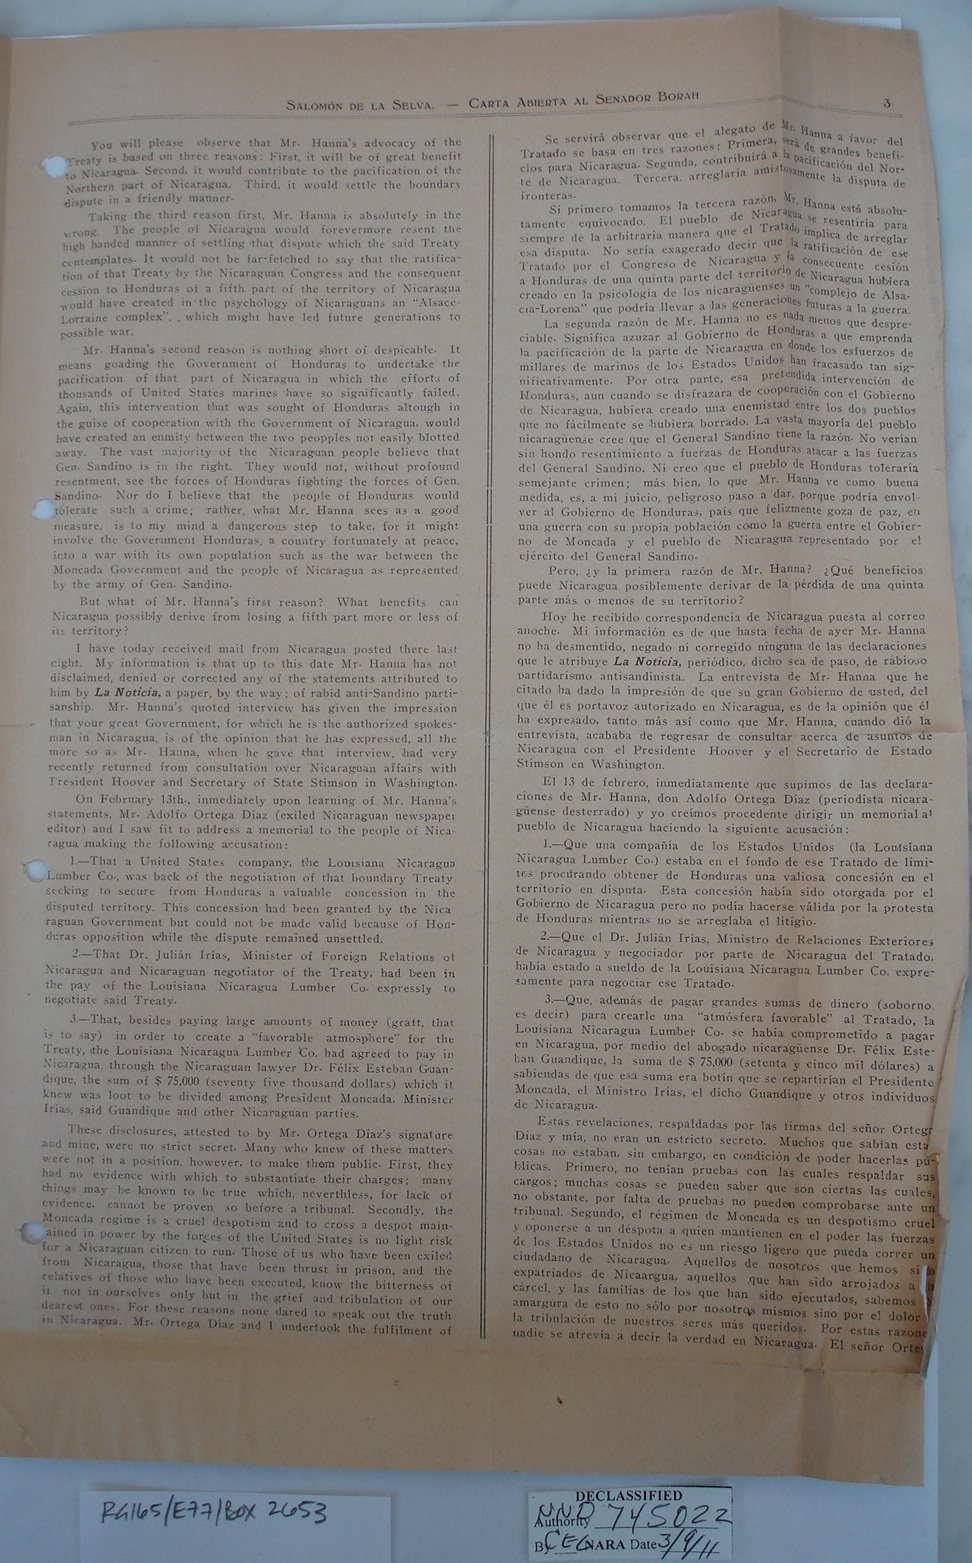 SALOMÓN DE LA SELVA. — CARTA ABIERTA AL SENADOR BORAH
3
You will please observe that Mr. Hanna's advocacy of the
Treaty is based on three reasons: First, it will be of great benefit
to Nicaragua. Second, it would contribute to the pacification of the
Northern part of Nicaragua. Third, it would settle the boundary
dispute in a friendly manner.
Taking the third reason first, Mr. Hanna is absolutely in the
wrong. The people of Nicaragua would forevermore resent the
high handed manner of settling that dispute which the said Treaty
contemplates. It would not be far-fetched to say that the ratifica-
tion of that Treaty by the Nicaraguan Congress and the consequent
cession to Honduras of a fifth part of the territory of Nicaragua
would have created in the psychology of Nicaraguans an "Alsace-
Lorraine complex", which might have led future generations to
possible war.
Mr. Hanna's second reason is nothing short of despicable. It
means goading the Government of Honduras to undertake the
pacification of that part of Nicaragua in which the efforts of
thousands of United States marines have so significantly failed.
Again, this intervention that was sought of Honduras altough in
the guise of cooperation with the Government of Nicaragua, would
have created an enmity between the two peopples not easily blotted
away. The vast majority of the Nicaraguan people believe that
Gen. Sandino is in the right. They would not, without profound
resentment, see the forces of Honduras fighting the forces of Gen.
Sandino. Nor do I believe that the people of Honduras would
tolerate such a crime; rather, what Mr. Hanna sees as a good
measure, is to my mind a dangerous step to take, for it might
involve the Government Honduras, a country fortunately at peace,
into a war with its own population such as the war between the
Moncada Government and the people of Nicaragua as represented
by the army of Gen. Sandino.
But what of Mr. Hanna's first reason? What benefits can
Nicaragua possibly derive from losing a fifth part more or less of
its territory?
I have today received mail from Nicaragua posted there last
night. My information is that up to this date Mr. Hanna has not
disclaimed, denied or corrected any of the statements attributed to
him by La Noticia, a paper, by the way; of rabid anti-Sandino parti-
sanship. Mr. Hanna's quoted interview has given the impression
that your great Government, for which he is the authorized spokes-
man in Nicaragua, is of the opinion that he has expressed, all the
more so as Mr. Hanna, when he gave that interview, had very
recently returned from consultation over Nicaraguan affairs with
President Hoover and Secretary of State Stimson in Washington.
On February 13th., inmediately upon learning of Mr. Hanna's
statements, Mr. Adolfo Ortega Díaz (exiled Nicaraguan newspaper
editor) and I saw fit to address a memorial to the people of Nica-
ragua making the following accusation:
1.—That a United States company, the Louisiana Nicaragua
Lumber Co., was back of the negotiation of that boundary Treaty
seeking to secure from Honduras a valuable concession in the
disputed territory. This concession had been granted by the Nica
raguan Government but could not be made valid because of Hon-
duras opposition while the dispute remained unsettled.
2.—That Dr. Julián Irías, Minister of Foreign Relations of
Nicaragua and Nicaraguan negotiator of the Treaty, had been in
the pay of the Louisiana Nicaragua Lumber Co. expressly to
negotiate said Treaty.
3.—That, besides paying large amounts of money (graft, that
is to say) in order to create a "favorable atmosphere" for the
Treaty, the Louisiana Nicaragua Lumber Co. had agreed to pay in
Nicaragua, through the Nicaraguan lawyer Dr. Félix Esteban Guan-
dique, the sum of $ 75,000 (seventy five thousand dollars) which it
knew was loot to be divided among President Moncada, Minister
Irías, said Guandique and other Nicaraguan parties.
These disclosures, attested to by Mr. Ortega Díaz's signature
and mine, were no strict secret. Many who knew of these matters
were not in a position, however, to make them public. First, they
had no evidence with which to substantiate their charges; many
things may be known to be true which, neverthless, for lack of
evidence, cannot be proven so before a tribunal. Secondly, the
Moncada regime is a cruel despotism and to cross a despot main-
tained in power by the forces of the United States is no light risk
for a Nicaraguan citizen to run. Those of us who have been exiled
from Nicaragua, those that have been thrust in prison, and the
relatives of those who have been executed, know the bitterness of
it not in ourselves only but in the grief and tribulation of our
dearest ones. For these reasons none dared to speak out the truth
in Nicaragua. Mr. Ortega Díaz and I undertook the fulfilment of
Se servirá observar que el alegato de Mr. Hanna a favor del
Tratado se basa en tres razones: Primera, será de grandes benefi-
cios para Nicaragua. Segunda, contribuirá a la pacificación del Nor-
te de Nicaragua. Tercera, arreglaría amistosamente la disputa de
fronteras.
Si primero tomamos la tercera razón, Mr. Hanna está absolu-
tamente equivocado. El pueblo de Nicaragua se resentiría para
siempre de la arbitraria manera que el Tratado implica de arreglar
esa disputa. No sería exagerado decir que la ratificación de ese
Tratado por el Congreso de Nicaragua y la consecuente cesión
a Honduras de una quinta parte del territorio de Nicaragua hubiera
creado en la psicología de los nicaragüenses un "complejo de Alsa-
cia-Lorena" que podría llevar a las generaciones futuras a la guerra.
La segunda razón de Mr. Hanna no es nada menos que despre-
ciable. Significa azuzar al Gobierno de Honduras a que emprenda
la pacificación de la parte de Nicaragua en donde los esfuerzos de
millares de marinos de los Estados Unidos han fracasado tan sig-
nificativamente. Por otra parte, esa pretendida intervención de
Honduras, aun cuando se disfrazara de cooperación con el Gobierno
de Nicaragua, hubiera creado una enemistad entre los dos pueblos
que no fácilmente se hubiera borrado. La vasta mayoría del pueblo
nicaragüense cree que el General Sandino tiene la razón. No verían
sin hondo resentimiento a fuerzas de Honduras atacar a las fuerzas
del General Sandino. Ni creo que el pueblo de Honduras toleraría
semejante crimen; más bien, lo que Mr. Hanna ve como buena
medida, es, a mi juicio, peligroso paso a dar, porque podría envol-
ver al Gobierno de Honduras, país que felizmente goza de paz, en
una guerra con su propia población como la guerra entre el Gobier-
no de Moncada y el pueblo de Nicaragua representado por el
ejército del General Sandino.
Pero, ¿y la primera razón de Mr. Hanna? ¿Qué beneficios
puede Nicaragua posiblemente derivar de la pérdida de una quinta
parte más o menos de su territorio?
Hoy he recibido correspondencia de Nicaragua puesta al correo
anoche. Mi información es de que hasta fecha de ayer Mr. Hanna
no ha desmentido, negado ni corregido ninguna de las declaraciones
que le atribuye La Noticia, periódico, dicho sea de paso, de rabioso
partidarismo antisandinista. La entrevista de Mr. Hanna que he
citado ha dado la impresión de que su gran Gobierno de usted, del
que él es portavoz autorizado en Nicaragua, es de la opinión que él
ha expresado, tanto más así como que Mr. Hanna, cuando dió la
entrevista, acababa de regresar de consultar acerca de asuntos de
Nicaragua con el Presidente Hoover y el Secretario de Estado
Stimson en Washington.
El 13 de febrero, inmediatamente que supimos de las declara-
ciones de Mr. Hanna, don Adolfo Ortega Díaz (periodista nicara-
güense desterrado) y yo creímos procedente dirigir un memorial al
pueblo de Nicaragua haciendo la siguiente acusación:
1.—Que una compañía de los Estados Unidos (la Louisiana
Nicaragua Lumber Co.) estaba en el fondo de ese Tratado de lími-
tes procurando obtener de Honduras una valiosa concesión en el
territorio en disputa. Esta concesión había sido otorgada por el
Gobierno de Nicaragua pero no podía hacerse válida por la protesta
de Honduras mientras no se arreglaba el litigio.
2.—Que el Dr. Julián Irías, Ministro de Relaciones Exteriores
de Nicaragua y negociador por parte de Nicaragua del Tratado,
había estado a sueldo de la Louisiana Nicaragua Lumber Co. expre-
samente para negociar ese Tratado.
3.—Que, además de pagar grandes sumas de dinero (soborno,
es decir) para crearle una "atmósfera favorable" al Tratado, la
Louisiana Nicaragua Lumber Co. se había comprometido a pagar
en Nicaragua, por medio del abogado nicaragüense Dr. Félix Este-
ban Guandique, la suma de $ 75,000 (setenta y cinco mil dólares) a
sabiendas de que esa suma era botín que se repartirían el Presidente
Moncada, el Ministro Irías, el dicho Guandique y otros individuos
de Nicaragua.
Estas revelaciones, respaldadas por las firmas del señor Ortega
Díaz y mía, no eran un estricto secreto. Muchos que sabían esta
cosas no estaban, sin embargo, en condición de poder hacerlas pú-
blicas. Primero, no tenían pruebas con las cuales respaldar sus
cargos; muchas cosas se pueden saber que son ciertas las cuales,
no obstante, por falta de pruebas no pueden comprobarse ante un
tribunal. Segundo, el régimen de Moncada es un despotismo cruel
y oponerse a un déspota a quien mantienen en el poder las fuerzas
de los Estados Unidos no es un riesgo ligero que pueda correr un
ciudadano de Nicaragua. Aquellos de nosotros que hemos si
expatriados de Nicaargua, aquellos que han sido arrojados a
cárcel, y las familias de los que han sido ejecutados, sabemos
amargura de esto no sólo por nosotros mismos sino por el dolor
la tribulación de nuestros seres más queridos. Por estas razone
nadie se atrevía a decir la verdad en Nicaragua. El señor Orte
RG165/E77/Box 2653
DECLASSIFIED
Authority NND 745022
By CEC NARA Date 3/9/11